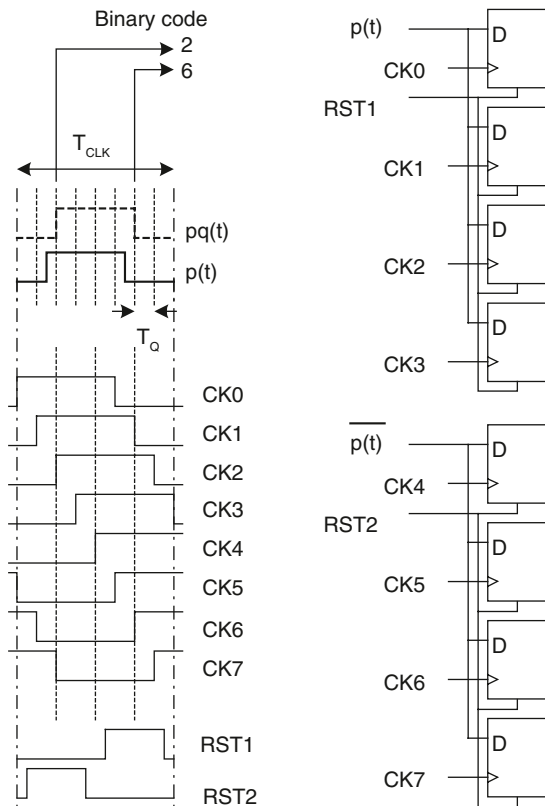 Binary code
2
6
T_CLK
pq(t)
p(t)
T_Q
CK0
CK1
CK2
CK3
CK4
CK5
CK6
CK7
RST1
RST2
p(t)
D
CK0
RST1
D
CK1
D
CK2
D
CK3
p(t)
D
CK4
RST2
D
CK5
D
CK6
D
CK7